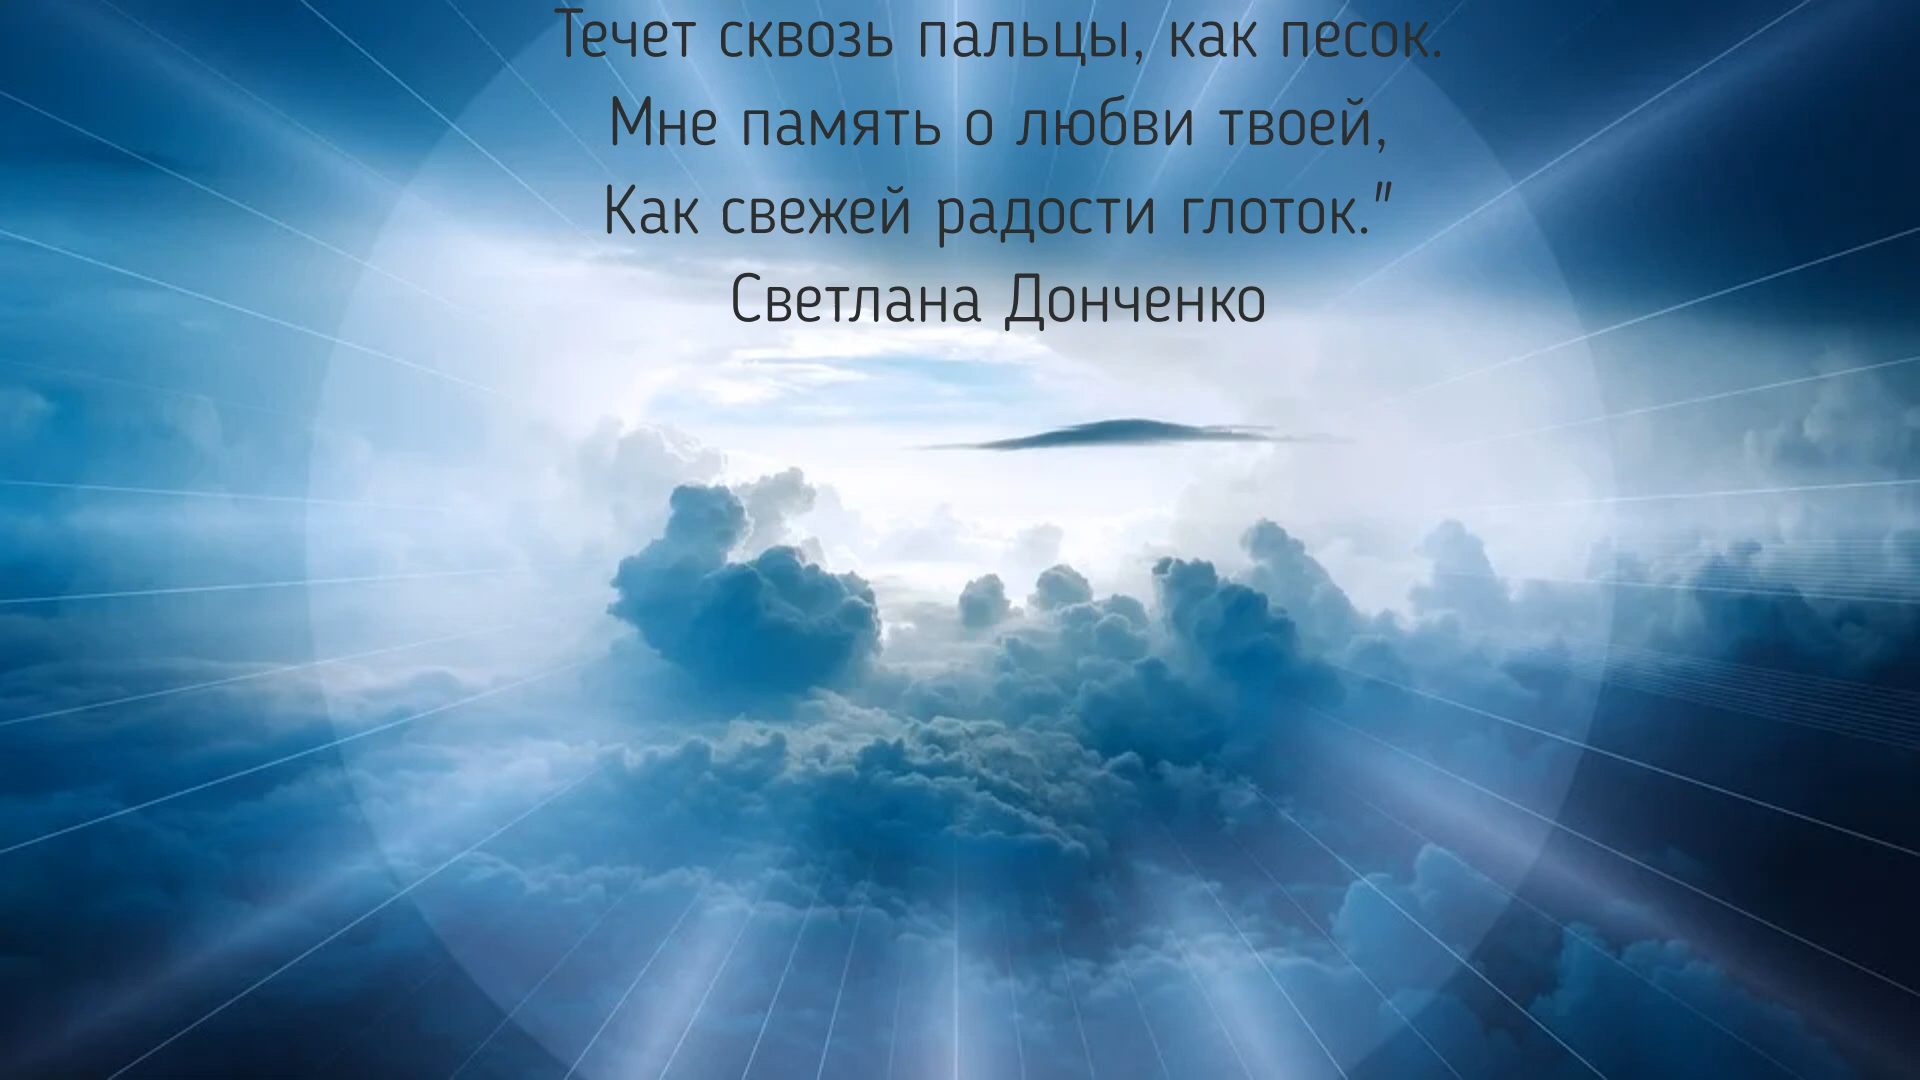 Течет сквозь пальцы, как песок.
Мне память о любви твоей,
Как свежей радости глоток."
Светлана Донченко